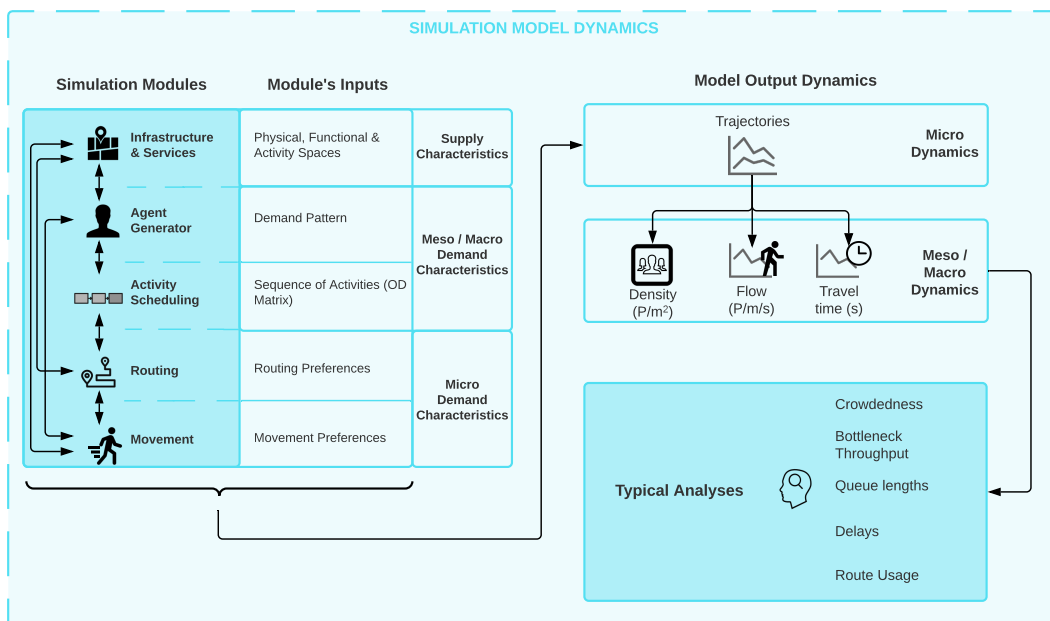 SIMULATION MODEL DYNAMICS
Simulation Modules
Module's Inputs
Infrastructure
& Services
Physical, Functional &
Activity Spaces
Supply
Characteristics
Agent
Generator
Demand Pattern
Meso / Macro
Demand
Characteristics
Activity
Scheduling
Sequence of Activities (OD
Matrix)
Routing
Routing Preferences
Micro
Demand
Characteristics
Movement
Movement Preferences
Model Output Dynamics
Trajectories
Micro
Dynamics
Density
(P/m²)
Flow
(P/m/s)
Travel
time (s)
Meso /
Macro
Dynamics
Typical Analyses
Crowdedness
Bottleneck
Throughput
Queue lengths
Delays
Route Usage